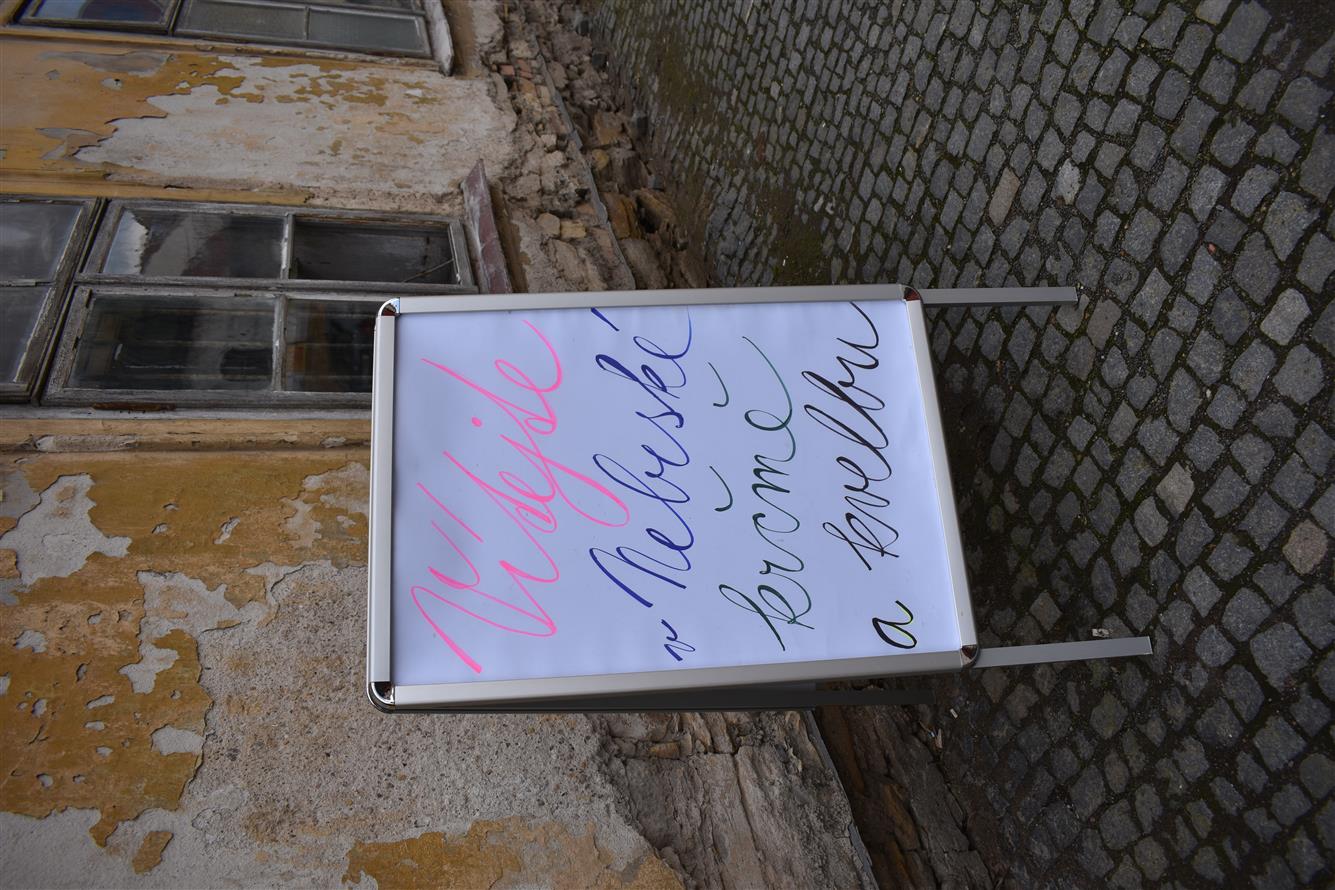 Vítejte
v Nebeské
krčmě
a kvelbu